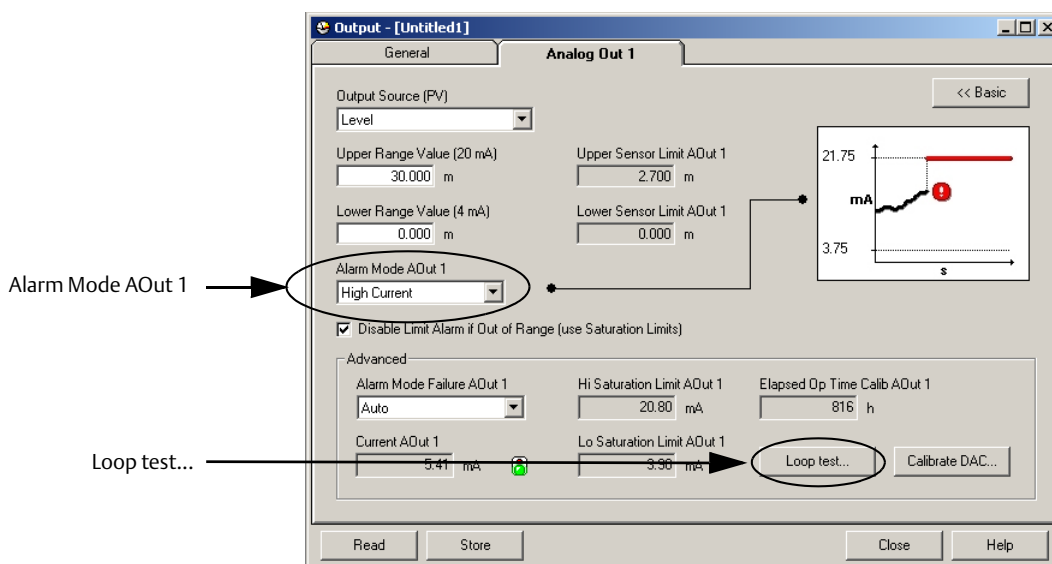 Output - [Untitled1]
General
Analog Out 1
Output Source (PV)
Level
<< Basic
Upper Range Value (20 mA)
30.000 m
Upper Sensor Limit AOut 1
2.700 m
Lower Range Value (4 mA)
0.000 m
Lower Sensor Limit AOut 1
0.000 m
21.75
mA
3.75
s
Alarm Mode AOut 1
Alarm Mode AOut 1
High Current
Disable Limit Alarm if Out of Range (use Saturation Limits)
Advanced
Alarm Mode Failure AOut 1
Auto
Hi Saturation Limit AOut 1
20.80 mA
Elapsed Op Time Calib AOut 1
816 h
Current AOut 1
5.41 mA
Lo Saturation Limit AOut 1
3.90 mA
Loop test...
Loop test...
Calibrate DAC...
Read
Store
Close
Help